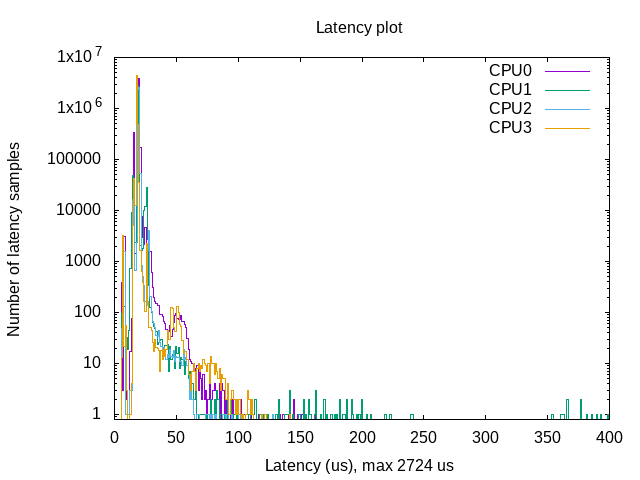 Latency plot
1x10^7
1x10^6
100000
10000
1000
100
10
1
Number of latency samples
CPU0
CPU1
CPU2
CPU3
0 50 100 150 200 250 300 350 400
Latency (us), max 2724 us